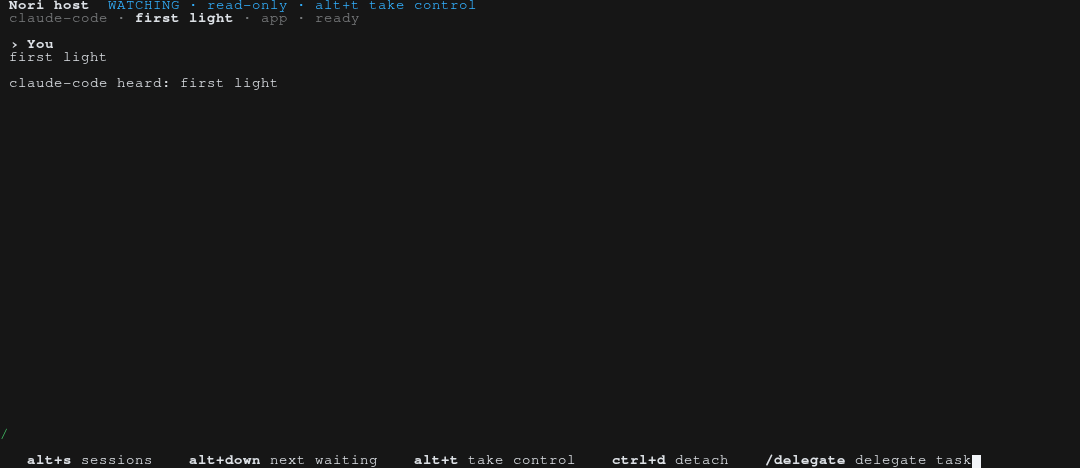 Nori host  WATCHING · read-only · alt+t take control
claude-code · first light · app · ready
› You
first light
claude-code heard: first light
/
alt+s sessions    alt+down next waiting    alt+t take control    ctrl+d detach    /delegate delegate task